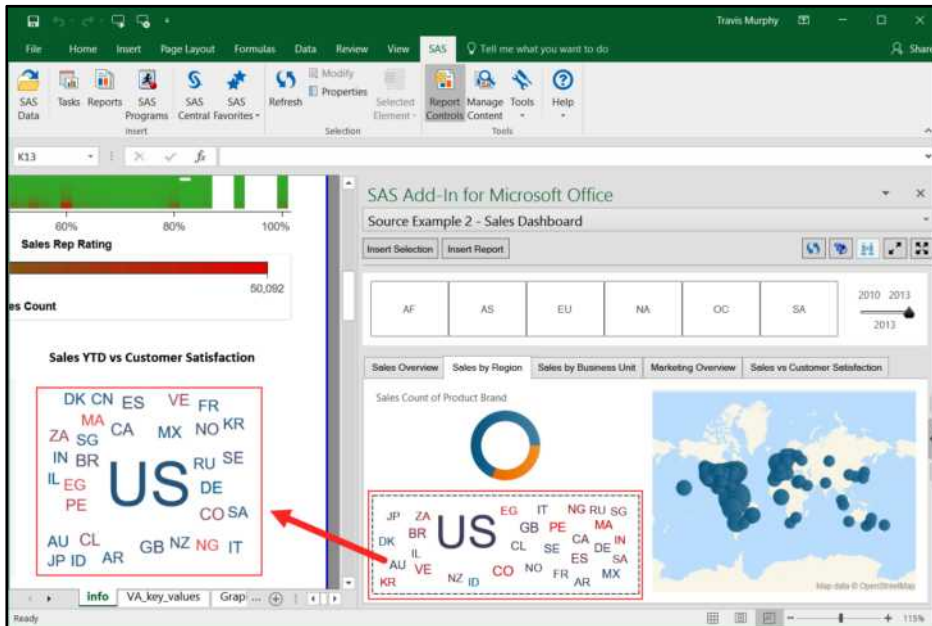 Travis Murphy
File Home Insert Page Layout Formulas Data Review View SAS Tell me what you want to do Share
SAS Data
Tasks
Reports
SAS Programs
SAS Central
SAS Favorites
Refresh
Modify
Properties
Selected Element
Report Controls
Manage Content
Tools
Help
Insert Selection Tools
K13 fx
60% 80% 100%
Sales Rep Rating
50,092
es Count
Sales YTD vs Customer Satisfaction
DK CN ES VE FR
MA CA MX NO KR
ZA SG
IN BR US RU SE
IL EG DE
PE CO SA
AU CL GB NZ NG IT
JP ID AR
SAS Add-In for Microsoft Office
Source Example 2 - Sales Dashboard
Insert Selection Insert Report
AF AS EU NA OC SA
2010 2013
2013
Sales Overview Sales by Region Sales by Business Unit Marketing Overview Sales vs Customer Satisfaction
Sales Count of Product Brand
JP ZA US EG IT NG RU SG
DK BR GB PE MA
IL CL SE CA IN
AU VE ES DE SA
KR NZ ID CO NO FR AR MX
Map data © OpenStreetMap
info VA_key_values Grap ...
Ready 115%